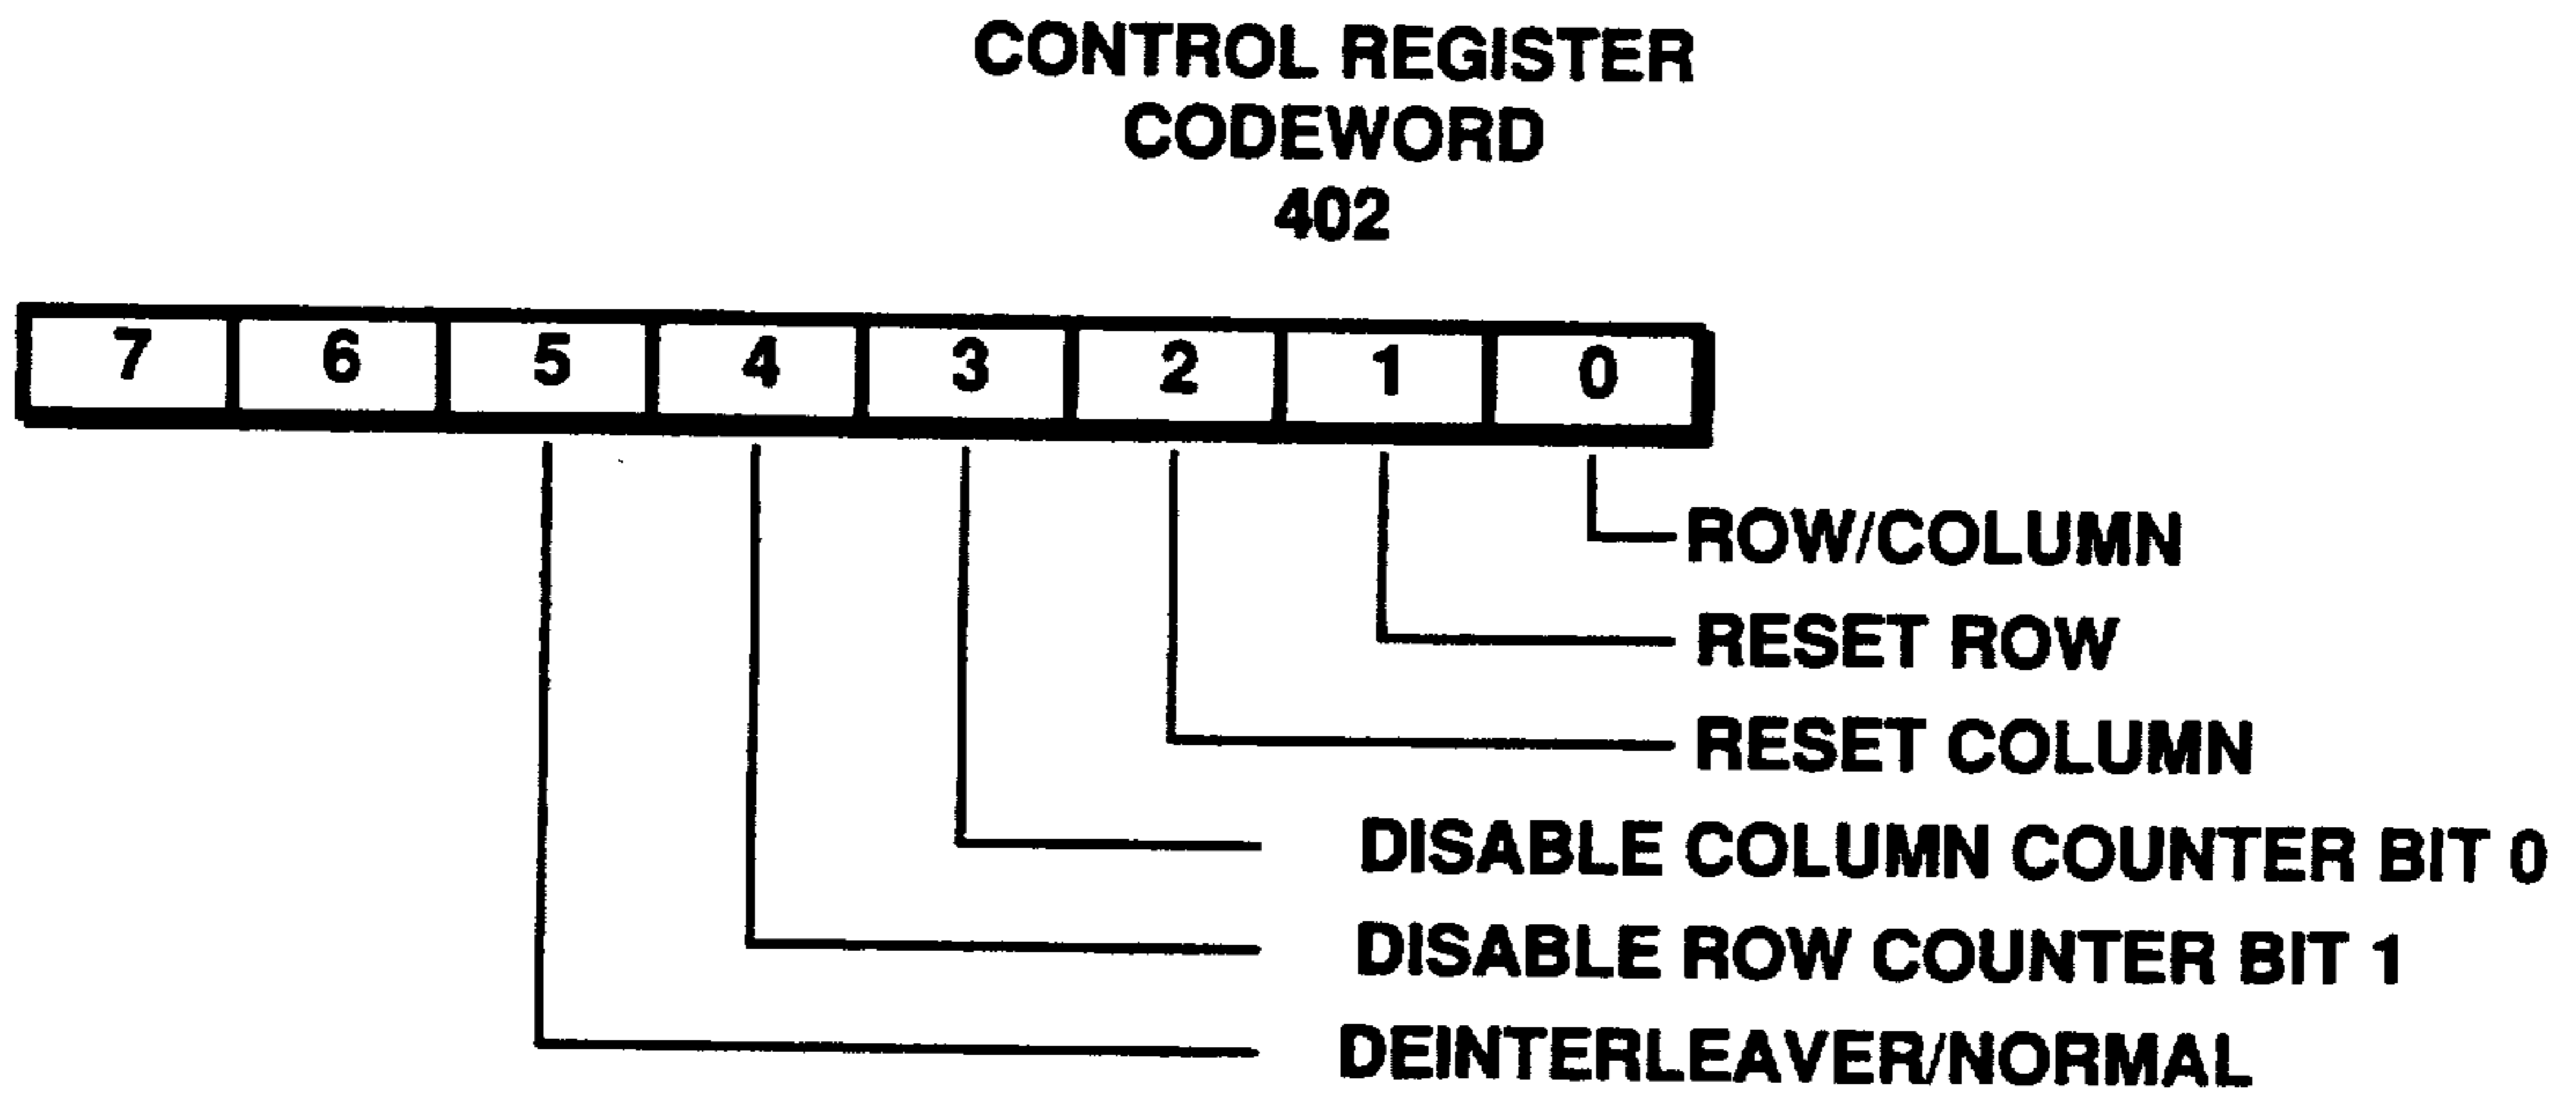 CONTROL REGISTER
CODEWORD
402
7 6 5 4 3 2 1 0
ROW/COLUMN
RESET ROW
RESET COLUMN
DISABLE COLUMN COUNTER BIT 0
DISABLE ROW COUNTER BIT 1
DEINTERLEAVER/NORMAL